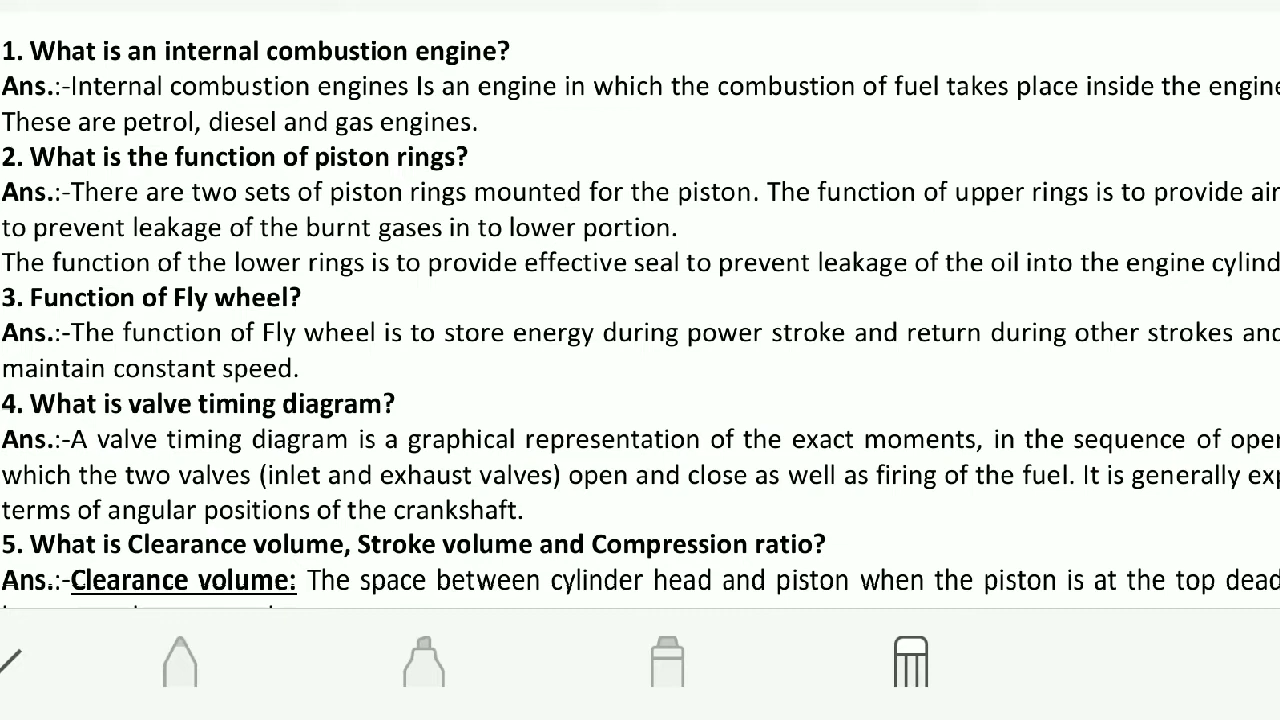 1. What is an internal combustion engine?
Ans.:-Internal combustion engines Is an engine in which the combustion of fuel takes place inside the engine
These are petrol, diesel and gas engines.
2. What is the function of piston rings?
Ans.:-There are two sets of piston rings mounted for the piston. The function of upper rings is to provide air
to prevent leakage of the burnt gases in to lower portion.
The function of the lower rings is to provide effective seal to prevent leakage of the oil into the engine cylind
3. Function of Fly wheel?
Ans.:-The function of Fly wheel is to store energy during power stroke and return during other strokes and
maintain constant speed.
4. What is valve timing diagram?
Ans.:-A valve timing diagram is a graphical representation of the exact moments, in the sequence of oper
which the two valves (inlet and exhaust valves) open and close as well as firing of the fuel. It is generally exp
terms of angular positions of the crankshaft.
5. What is Clearance volume, Stroke volume and Compression ratio?
Ans.:-Clearance volume: The space between cylinder head and piston when the piston is at the top dead